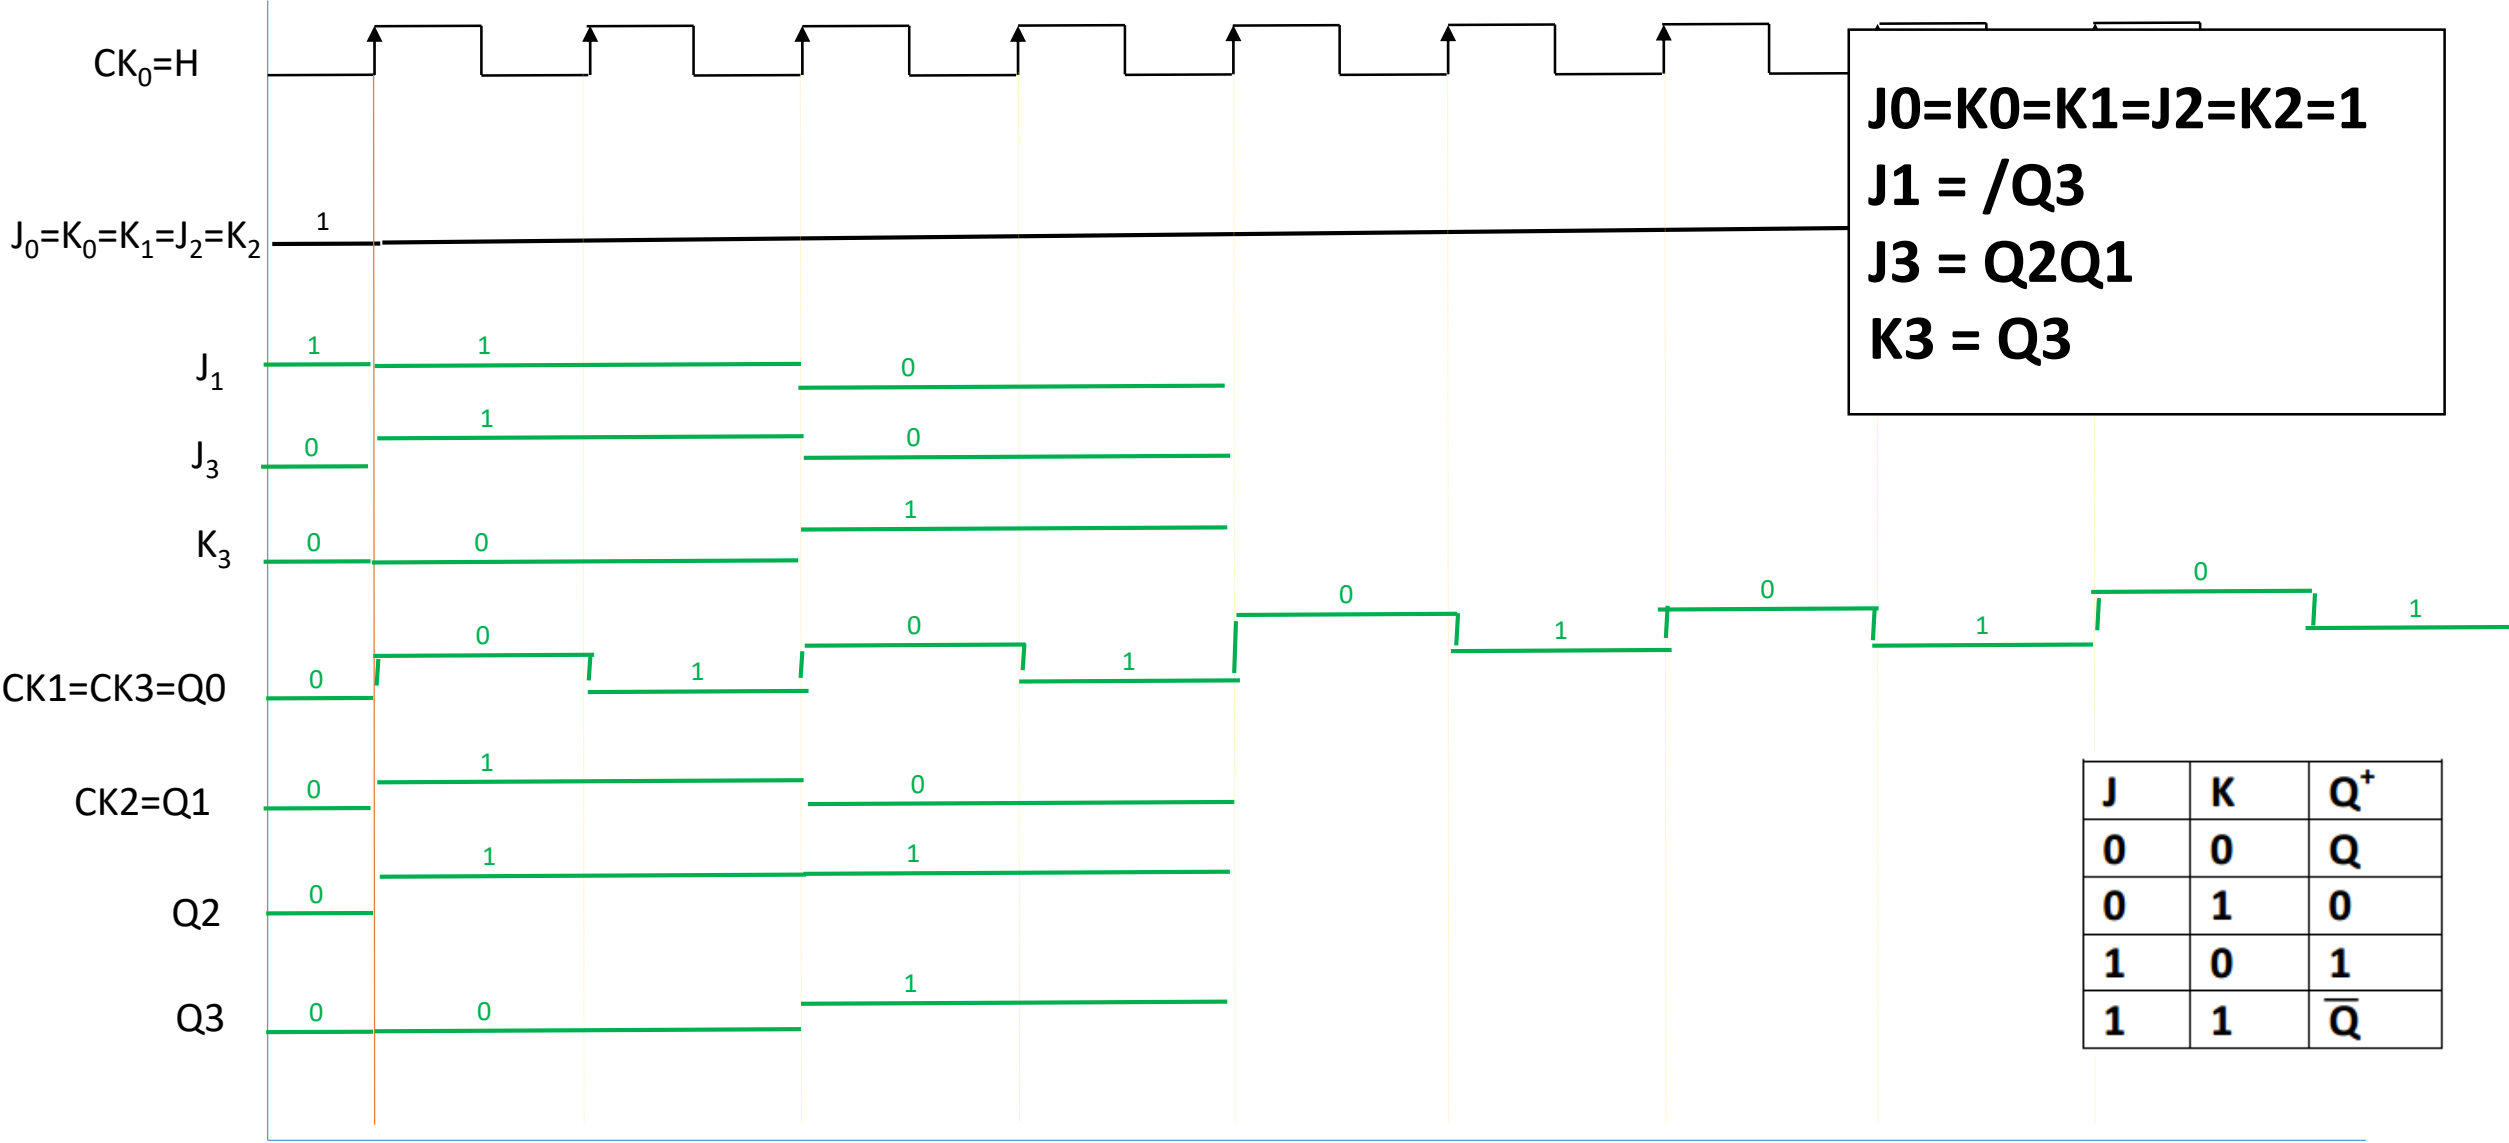 CK0=H
J0=K0=K1=J2=K2=1
J1 = /Q3
J3 = Q2Q1
K3 = Q3
J0=K0=K1=J2=K2 1
J1 1 1 0
J3 0 1 0
K3 0 0 1
CK1=CK3=Q0 0 0 1 0 1 0 1 0 1 0 1
CK2=Q1 0 1 0
Q2 0 1 1
Q3 0 0 1
J K Q+
0 0 Q
0 1 0
1 0 1
1 1 Q̅